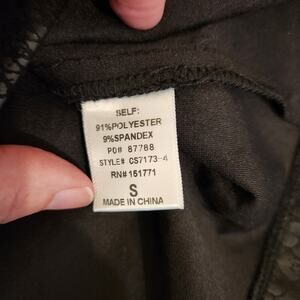 SELF:
91%POLYESTER
9%SPANDEX
PO# 87788
STYLE# CS7173-4
RN# 151771
S
MADE IN CHINA